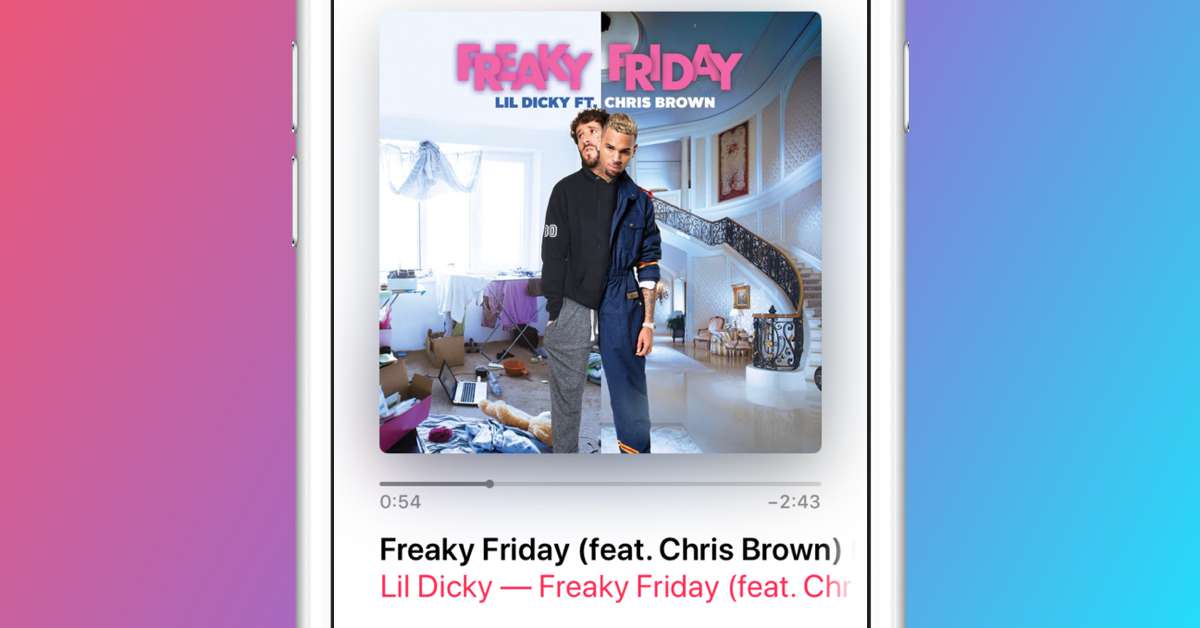 FREAKY FRIDAY
LIL DICKY FT. CHRIS BROWN
30
0:54
−2:43
Freaky Friday (feat. Chris Brown)
Lil Dicky — Freaky Friday (feat. Chr